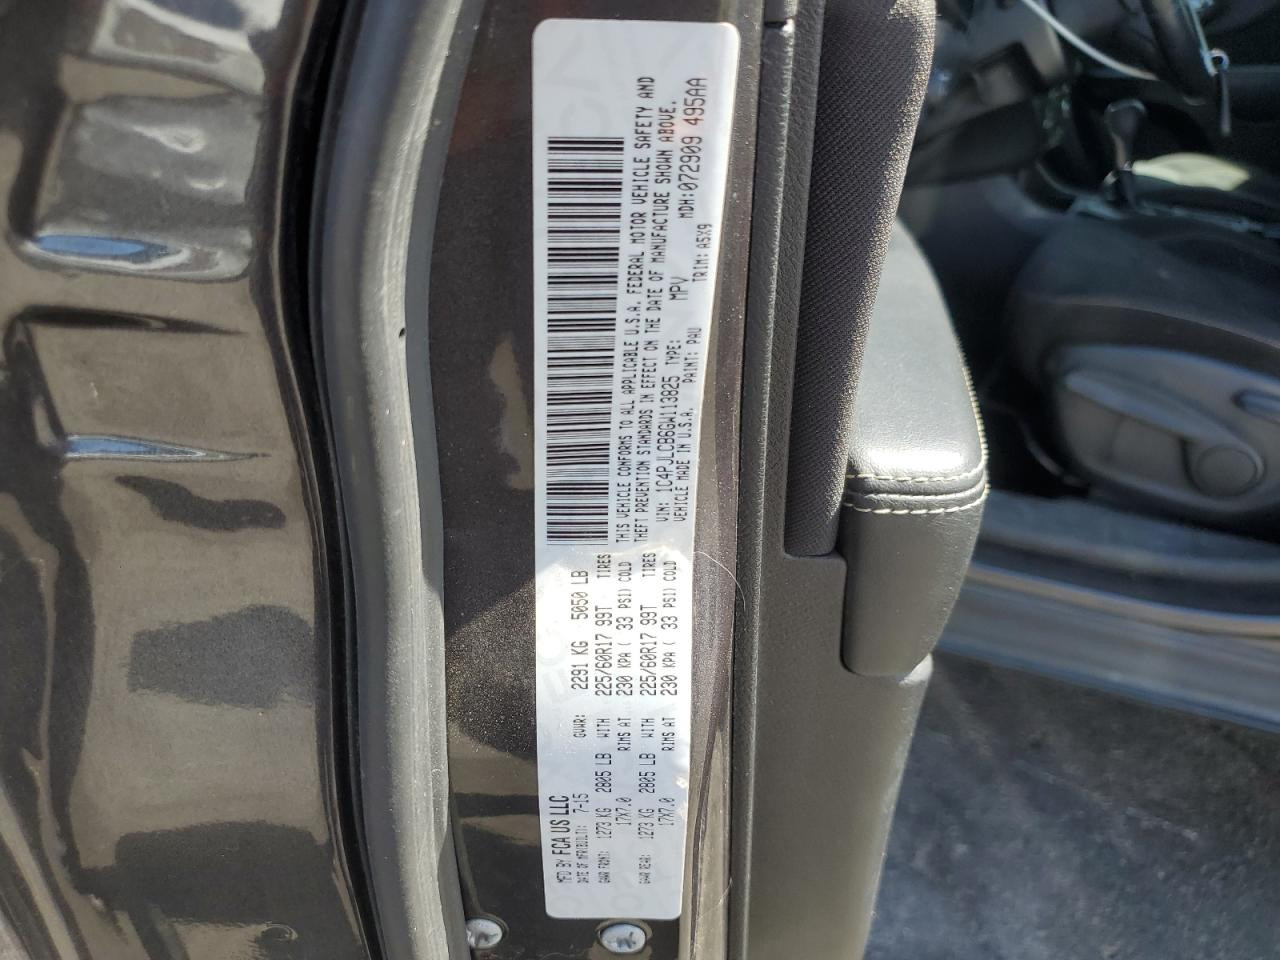 MFD BY FCA US LLC
DATE OF MFR(BUILT): 7-15 GVWR: 2291 KG 5050 LB
GAWR FRONT: 1273 KG 2805 LB WITH 225/60R17 99T TIRES
17X7.0 RIMS AT 230 KPA ( 33 PSI) COLD
GAWR REAR: 1273 KG 2805 LB WITH 225/60R17 99T TIRES
17X7.0 RIMS AT 230 KPA ( 33 PSI) COLD
THIS VEHICLE CONFORMS TO ALL APPLICABLE U.S.A. FEDERAL MOTOR VEHICLE SAFETY AND
THEFT PREVENTION STANDARDS IN EFFECT ON THE DATE OF MANUFACTURE SHOWN ABOVE.
VIN: 1C4PJLCB6GW113825 TYPE: MPV MDH:072909 495AA
VEHICLE MADE IN U.S.A. PAINT: PAU TRIM: A5X9